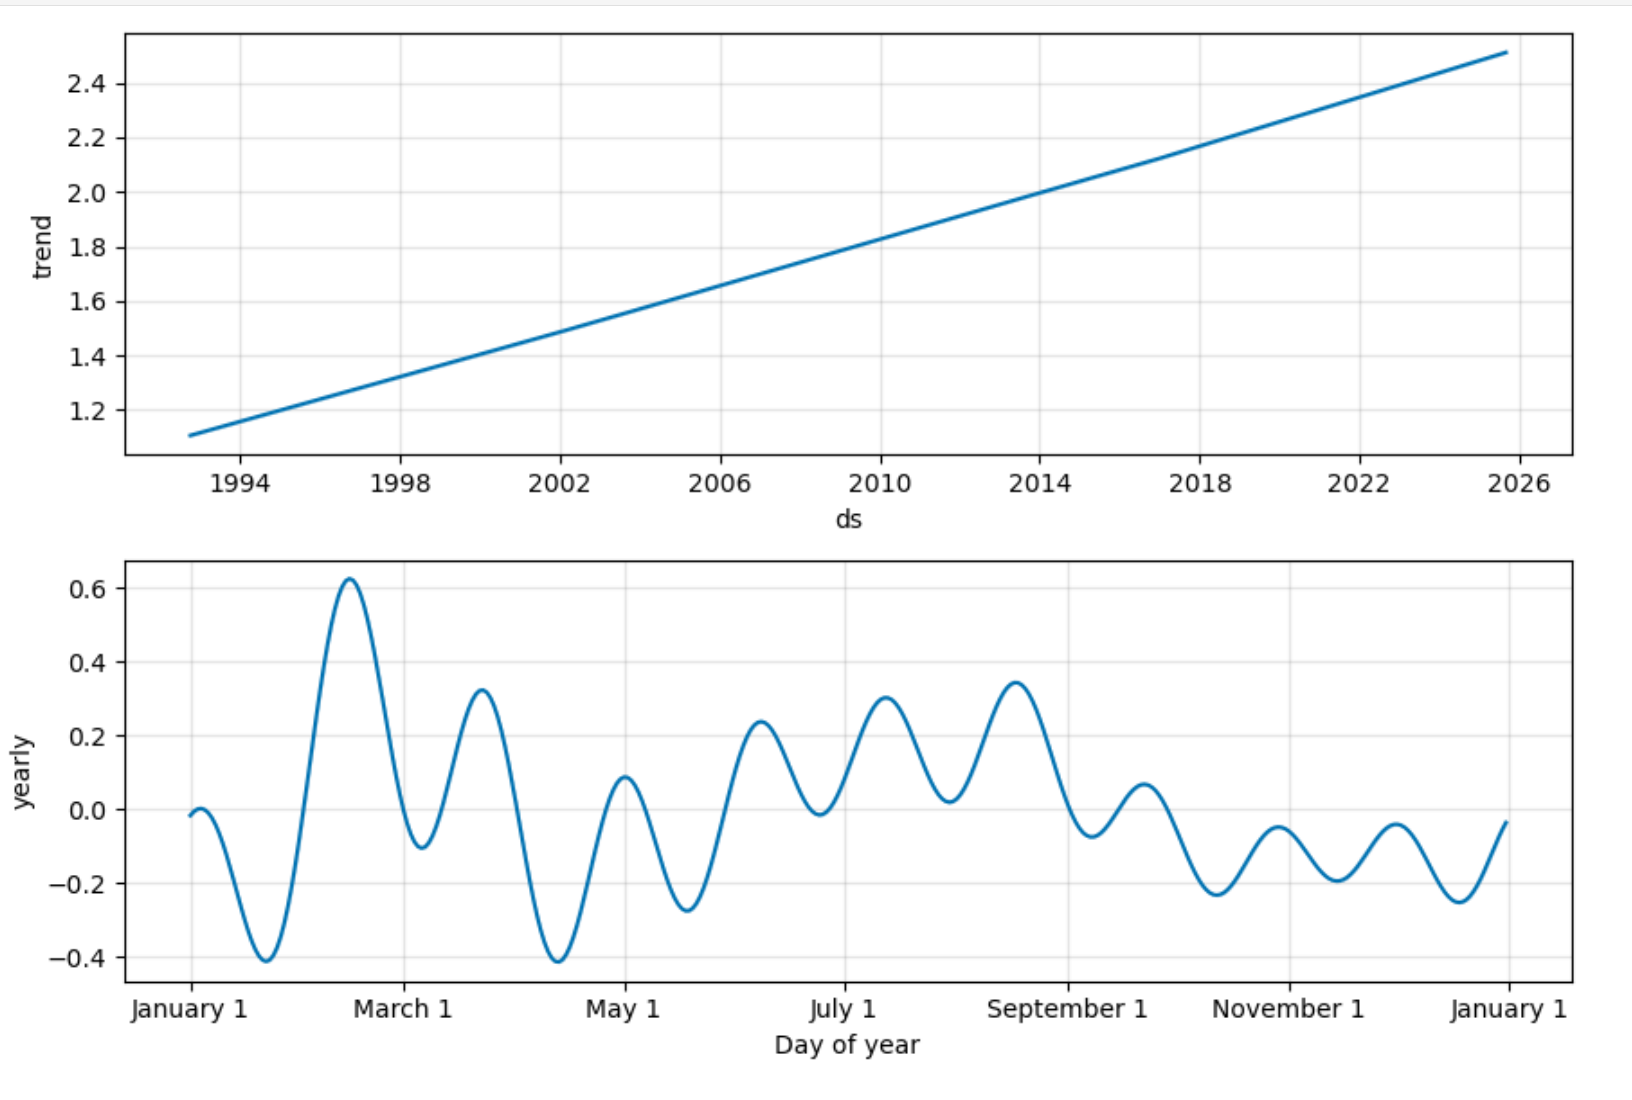 2.4
2.2
2.0
1.8
1.6
1.4
1.2
trend
1994 1998 2002 2006 2010 2014 2018 2022 2026
ds
0.6
0.4
0.2
0.0
−0.2
−0.4
yearly
January 1 March 1 May 1 July 1 September 1 November 1 January 1
Day of year